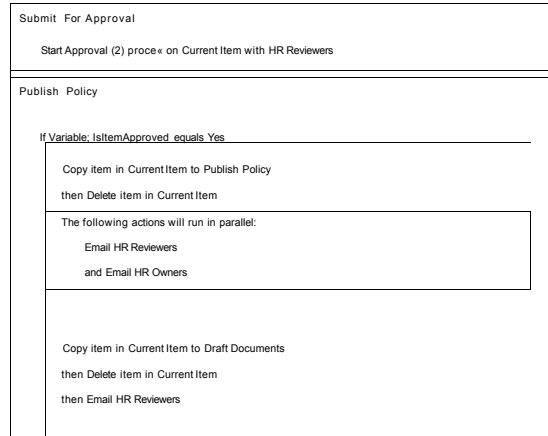 Submit For Approval
Start Approval (2) proce« on Current Item with HR Reviewers
Publish Policy
If Variable; IsItemApproved equals Yes
Copy item in Current Item to Publish Policy
then Delete item in Current Item
The following actions will run in parallel:
Email HR Reviewers
and Email HR Owners
Copy item in Current Item to Draft Documents
then Delete item in Current Item
then Email HR Reviewers